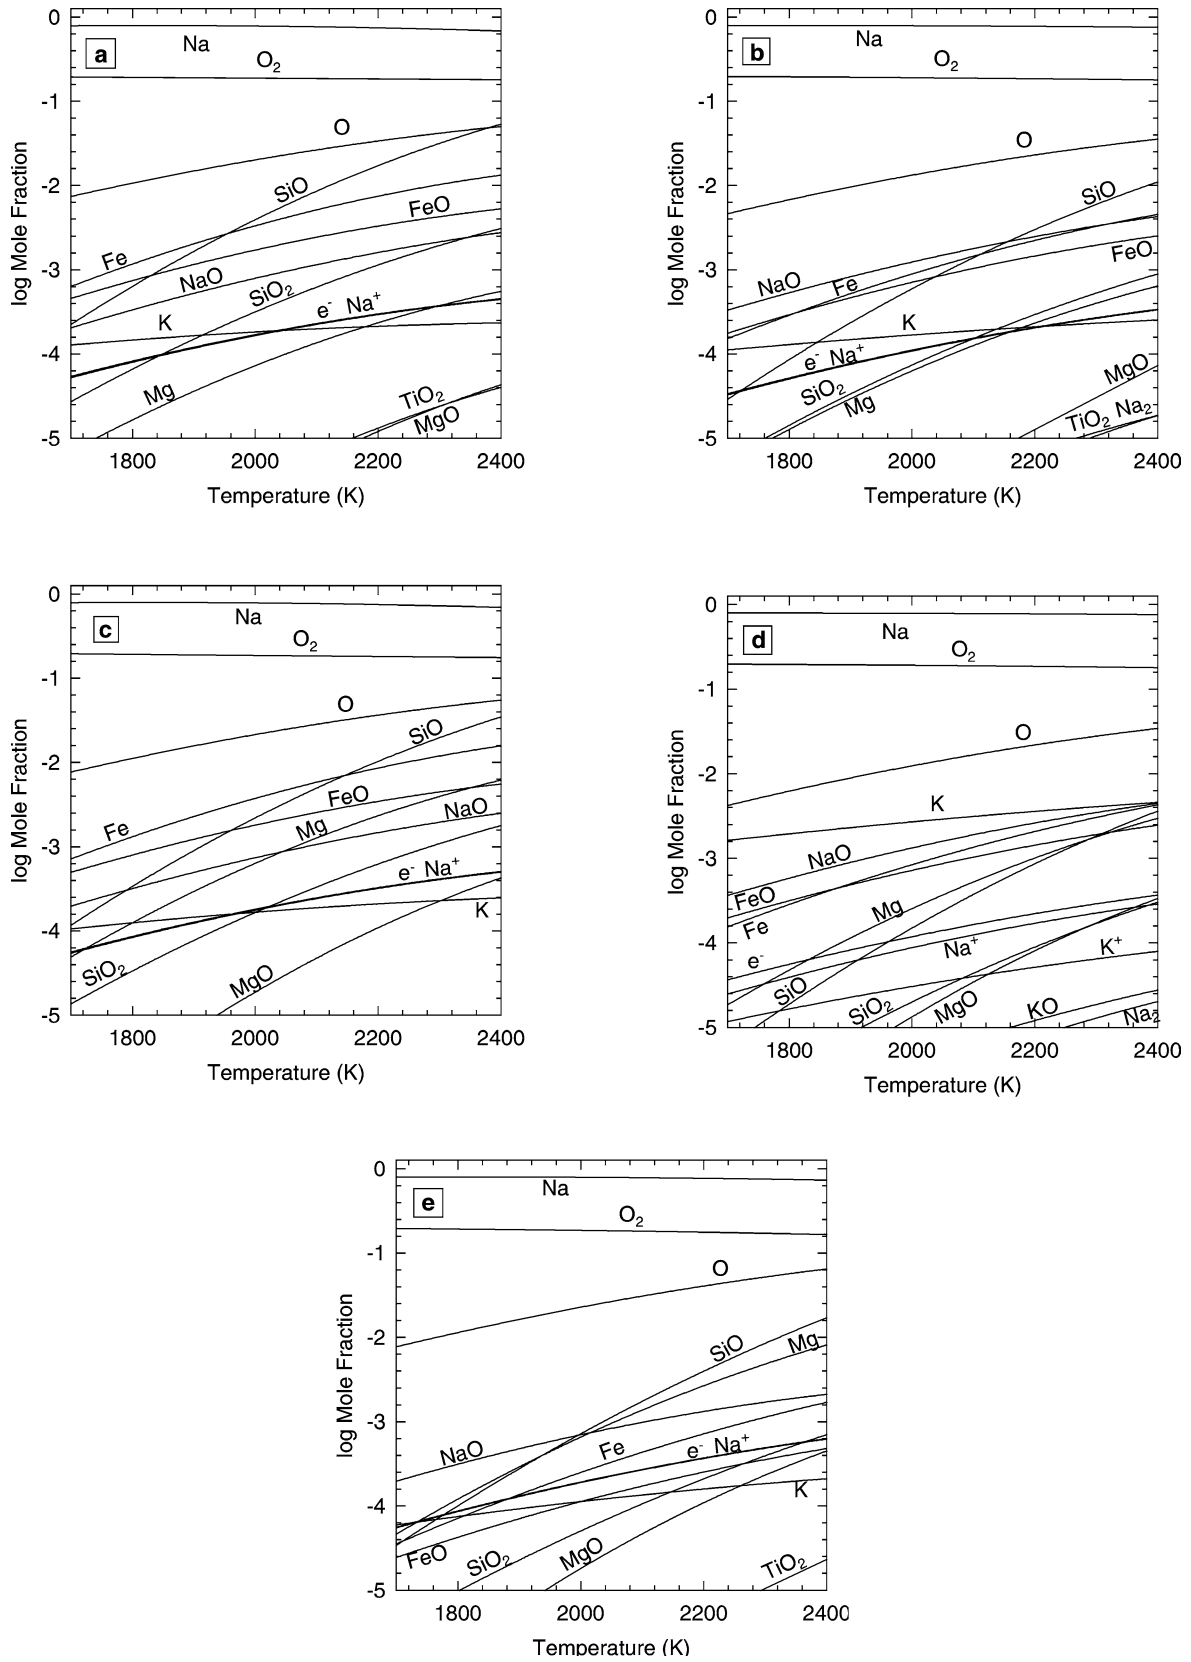 a
Na
O2
O
SiO
Fe
FeO
NaO
SiO2
e- Na+
K
Mg
TiO2
MgO
0
-1
-2
-3
-4
-5
1800 2000 2200 2400
log Mole Fraction
Temperature (K)
b
Na
O2
O
SiO
NaO
Fe
FeO
K
e- Na+
SiO2
Mg
MgO
TiO2 Na2
0
-1
-2
-3
-4
-5
1800 2000 2200 2400
log Mole Fraction
Temperature (K)
c
Na
O2
O
SiO
Fe
FeO
Mg
NaO
e- Na+
K
SiO2
MgO
0
-1
-2
-3
-4
-5
1800 2000 2200 2400
log Mole Fraction
Temperature (K)
d
Na
O2
O
K
NaO
FeO
Fe
Mg
e-
Na+
K+
SiO
SiO2
MgO
KO
Na2
0
-1
-2
-3
-4
-5
1800 2000 2200 2400
log Mole Fraction
Temperature (K)
e
Na
O2
O
SiO
Mg
NaO
Fe
e- Na+
K
FeO
SiO2
MgO
TiO2
0
-1
-2
-3
-4
-5
1800 2000 2200 2400
log Mole Fraction
Temperature (K)